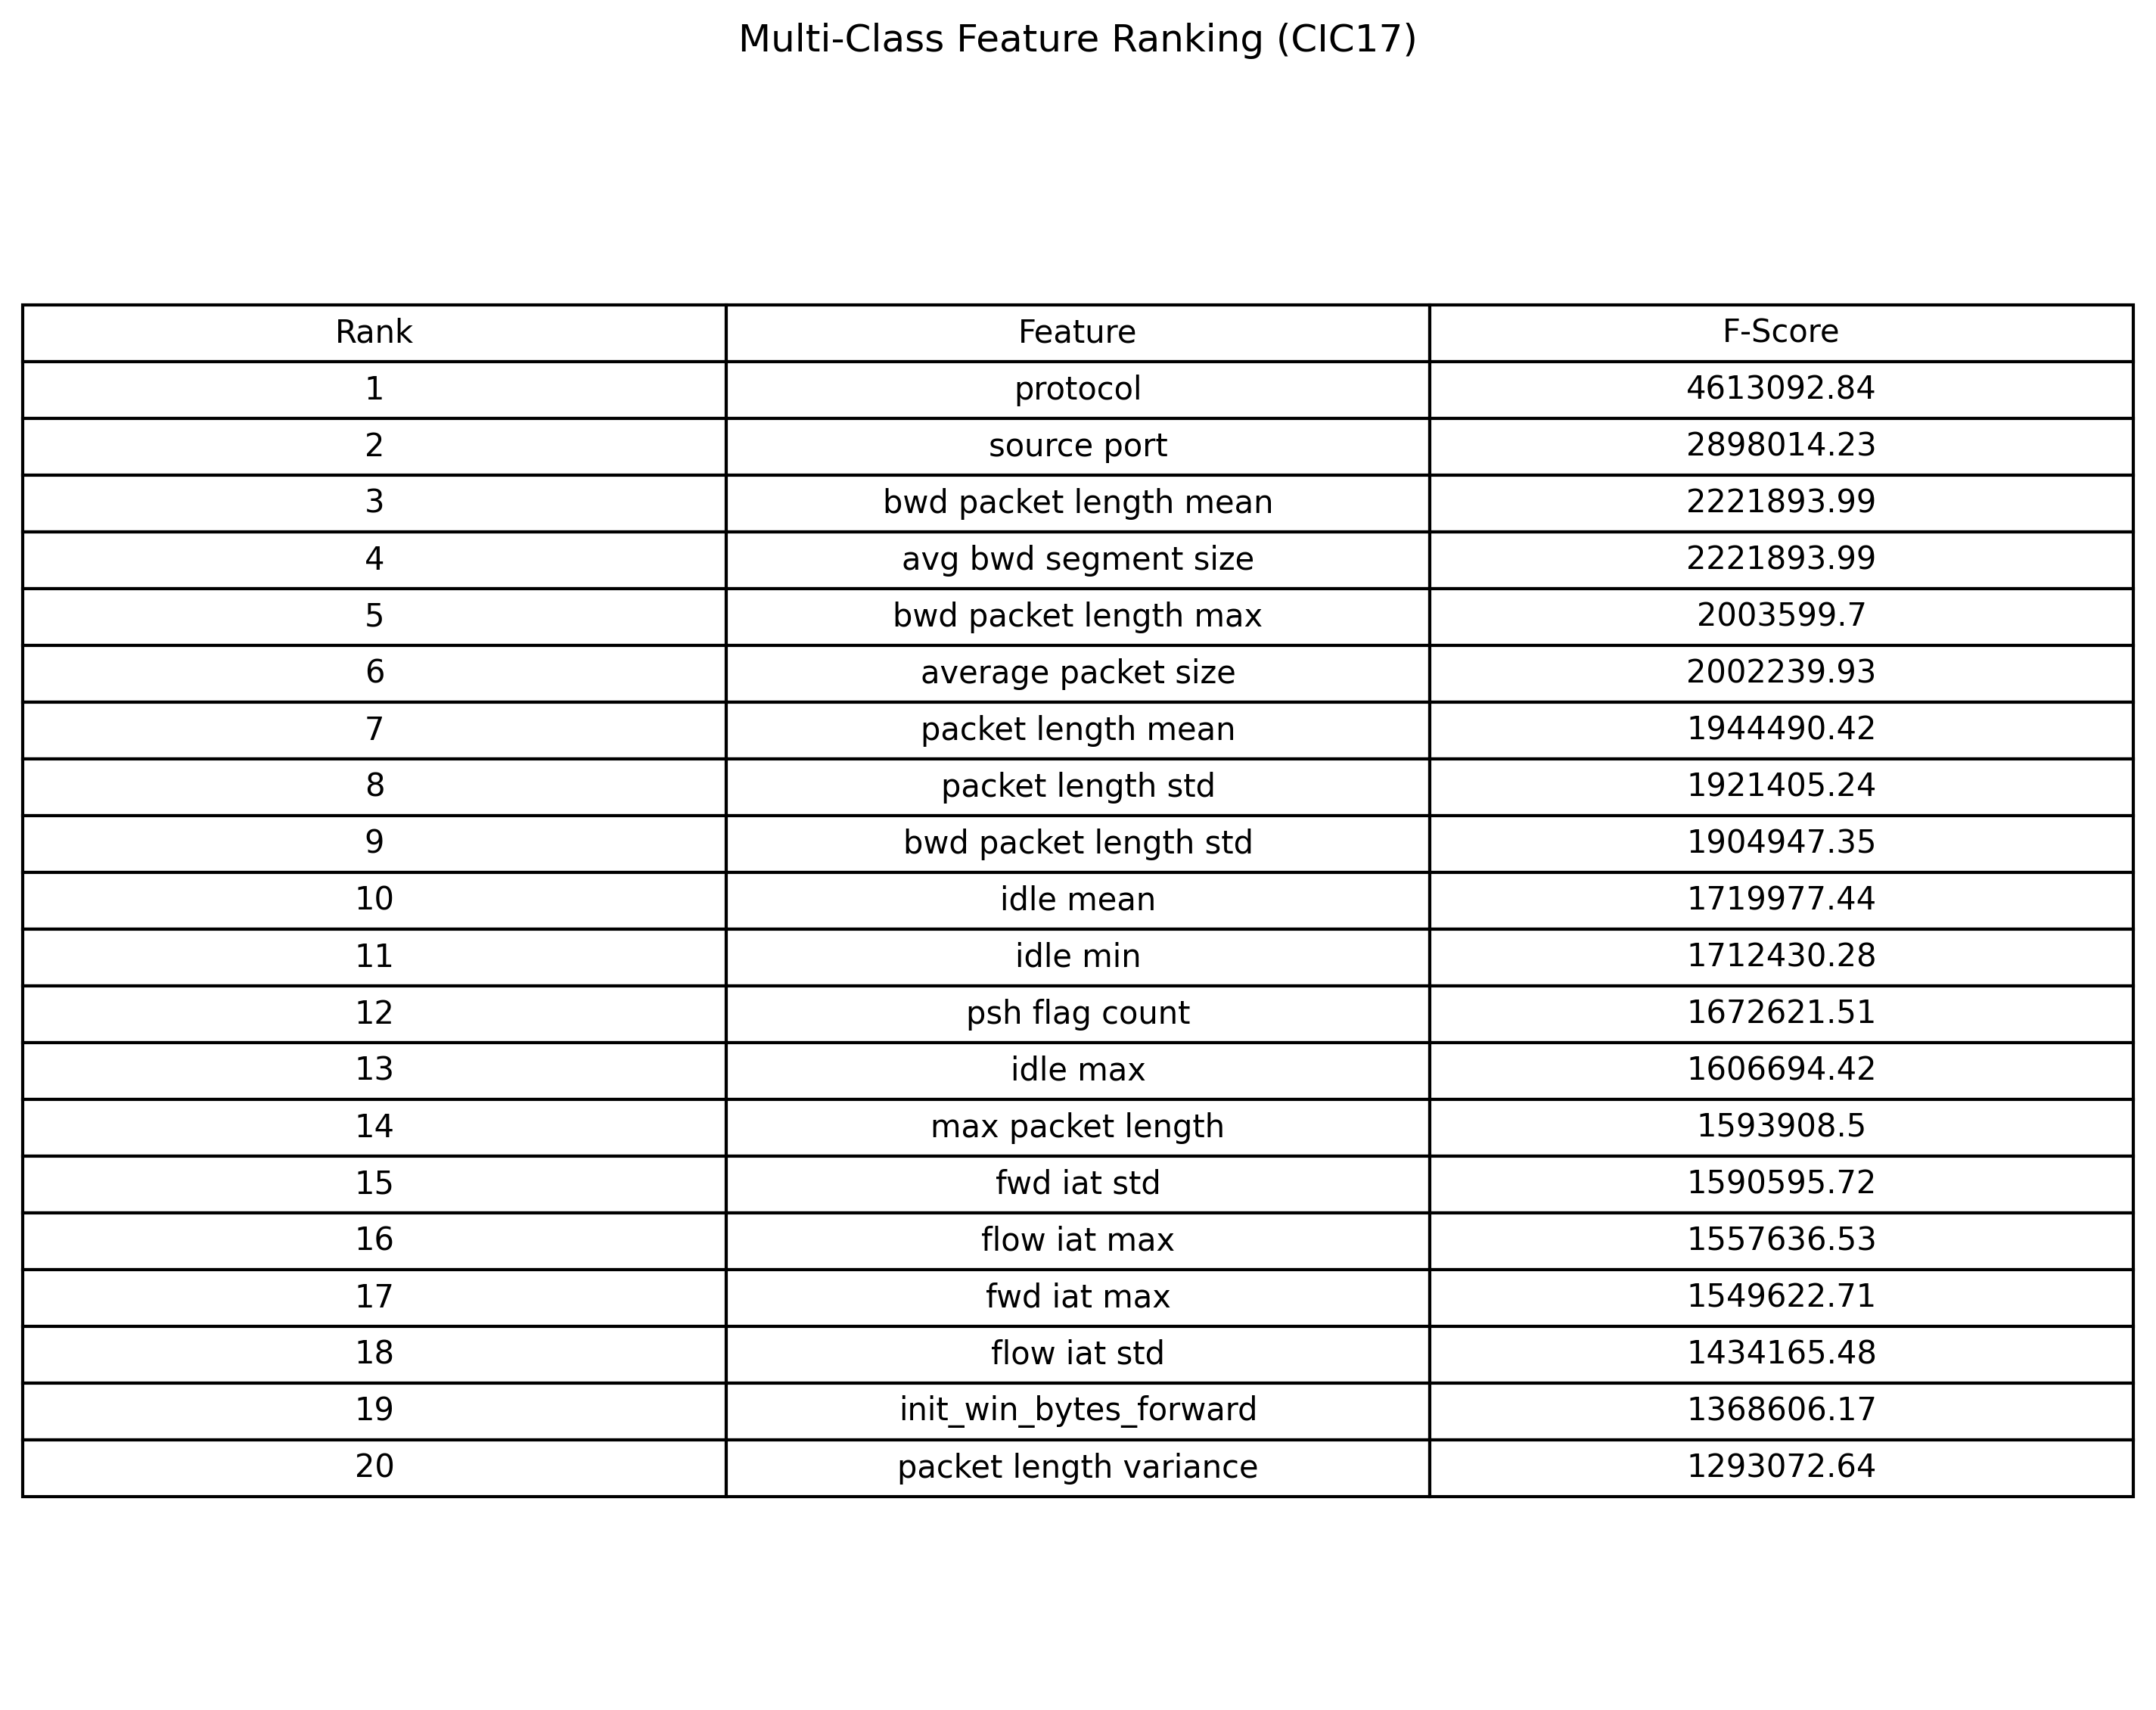 Multi-Class Feature Ranking (CIC17)
Rank Feature F-Score
1 protocol 4613092.84
2 source port 2898014.23
3 bwd packet length mean 2221893.99
4 avg bwd segment size 2221893.99
5 bwd packet length max 2003599.7
6 average packet size 2002239.93
7 packet length mean 1944490.42
8 packet length std 1921405.24
9 bwd packet length std 1904947.35
10 idle mean 1719977.44
11 idle min 1712430.28
12 psh flag count 1672621.51
13 idle max 1606694.42
14 max packet length 1593908.5
15 fwd iat std 1590595.72
16 flow iat max 1557636.53
17 fwd iat max 1549622.71
18 flow iat std 1434165.48
19 init_win_bytes_forward 1368606.17
20 packet length variance 1293072.64